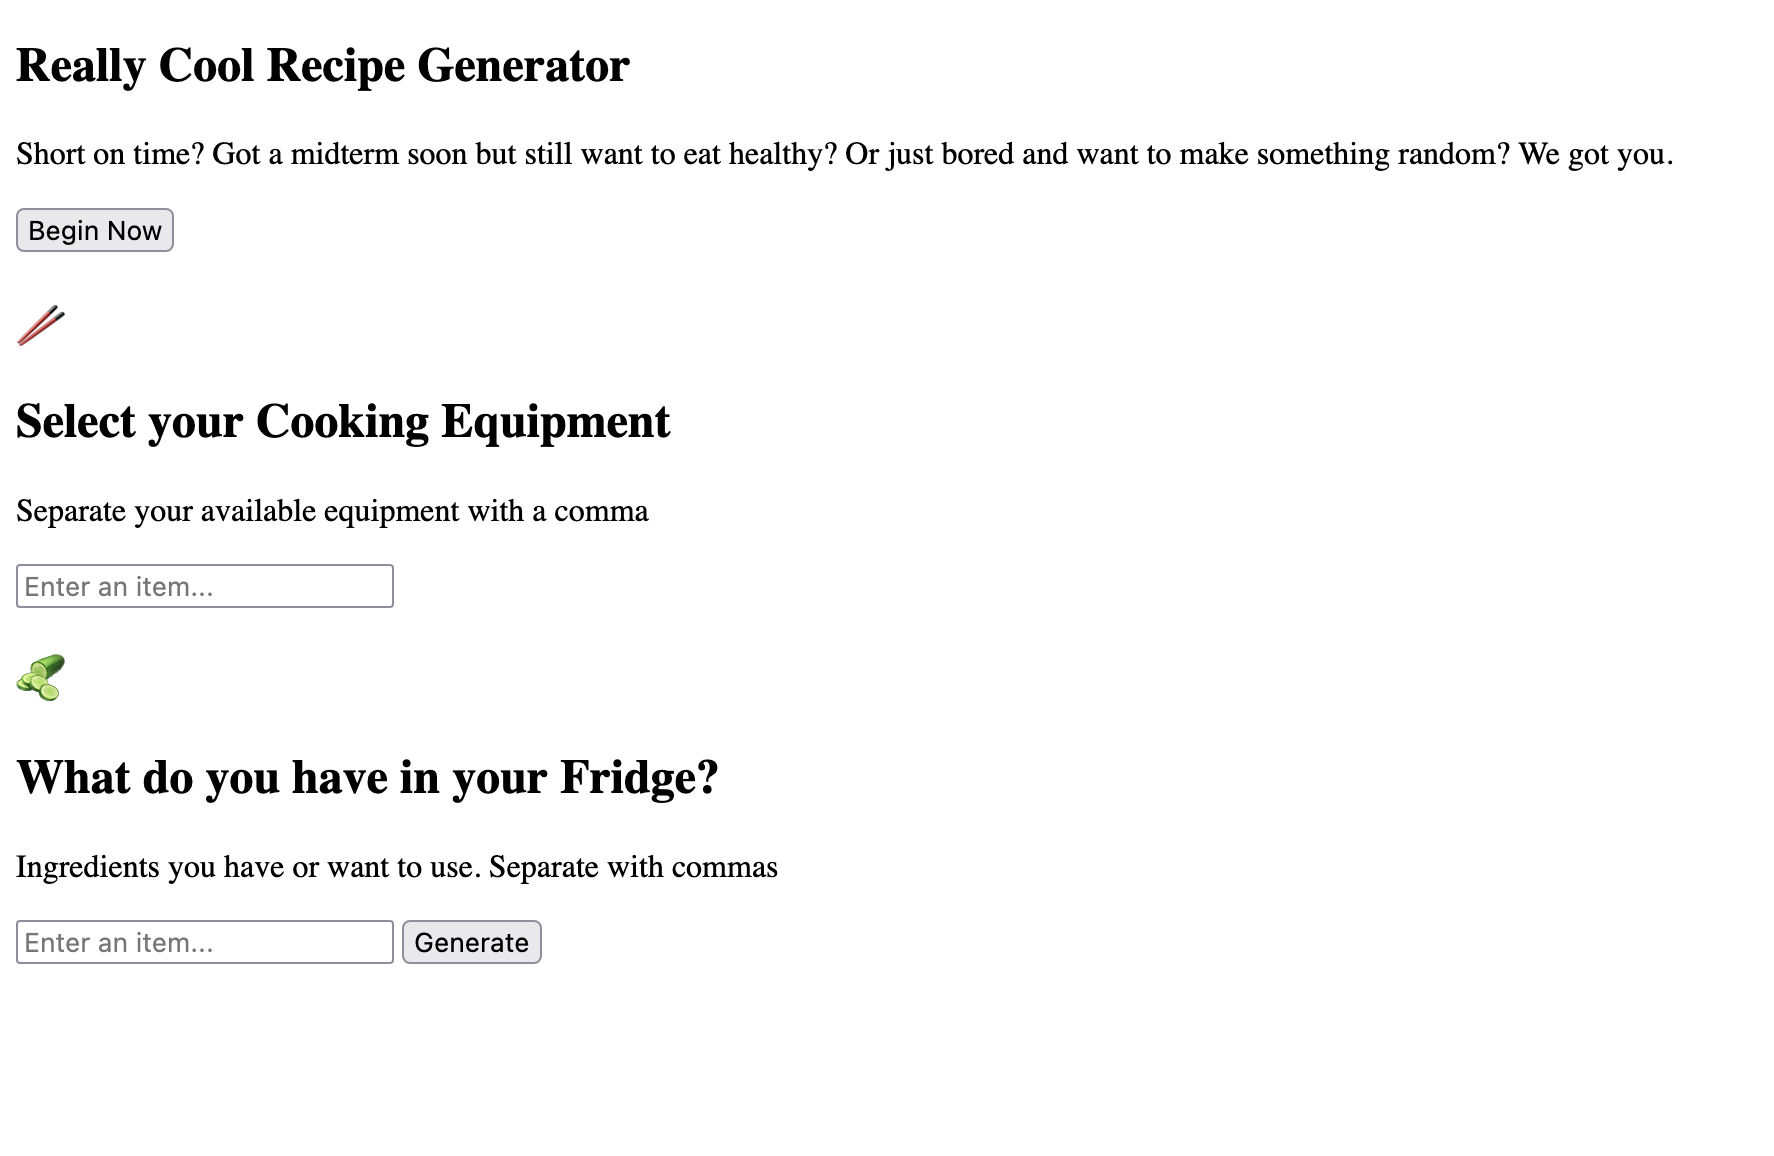 Really Cool Recipe Generator
Short on time? Got a midterm soon but still want to eat healthy? Or just bored and want to make something random? We got you.
Begin Now
Select your Cooking Equipment
Separate your available equipment with a comma
Enter an item...
What do you have in your Fridge?
Ingredients you have or want to use. Separate with commas
Enter an item... Generate